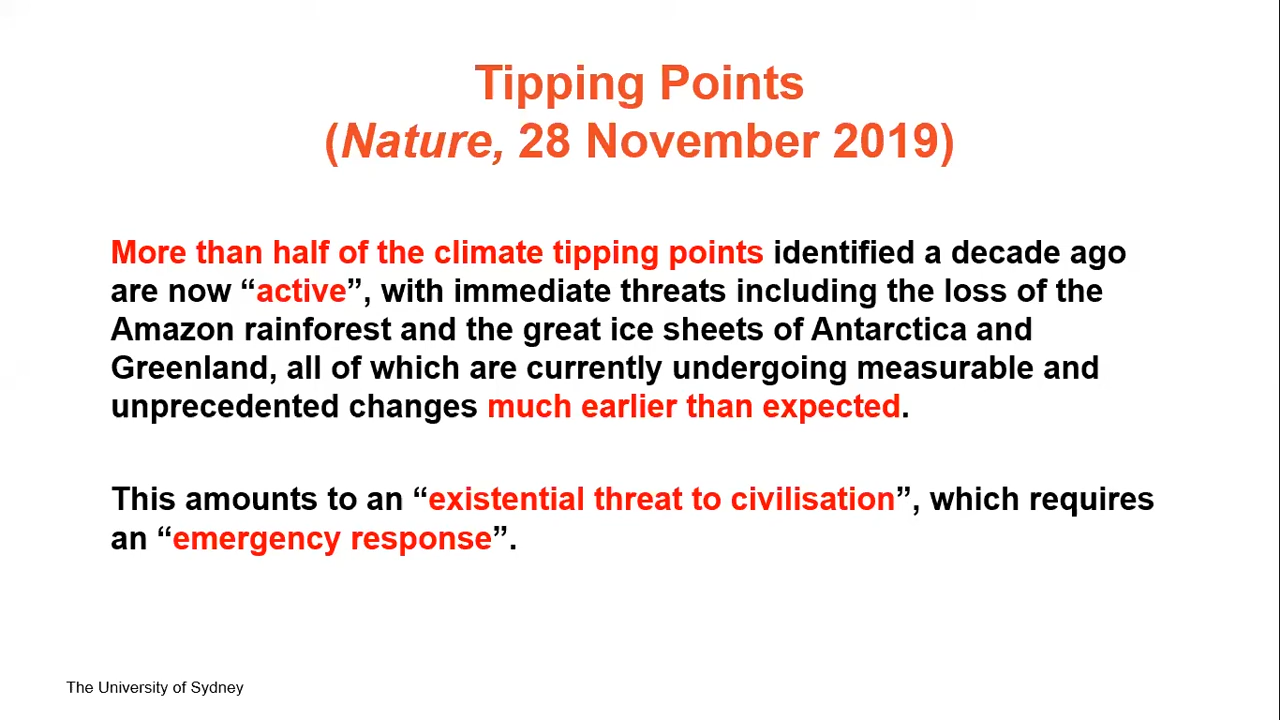 Tipping Points
(Nature, 28 November 2019)
More than half of the climate tipping points identified a decade ago
are now “active”, with immediate threats including the loss of the
Amazon rainforest and the great ice sheets of Antarctica and
Greenland, all of which are currently undergoing measurable and
unprecedented changes much earlier than expected.
This amounts to an “existential threat to civilisation”, which requires
an “emergency response”.
The University of Sydney